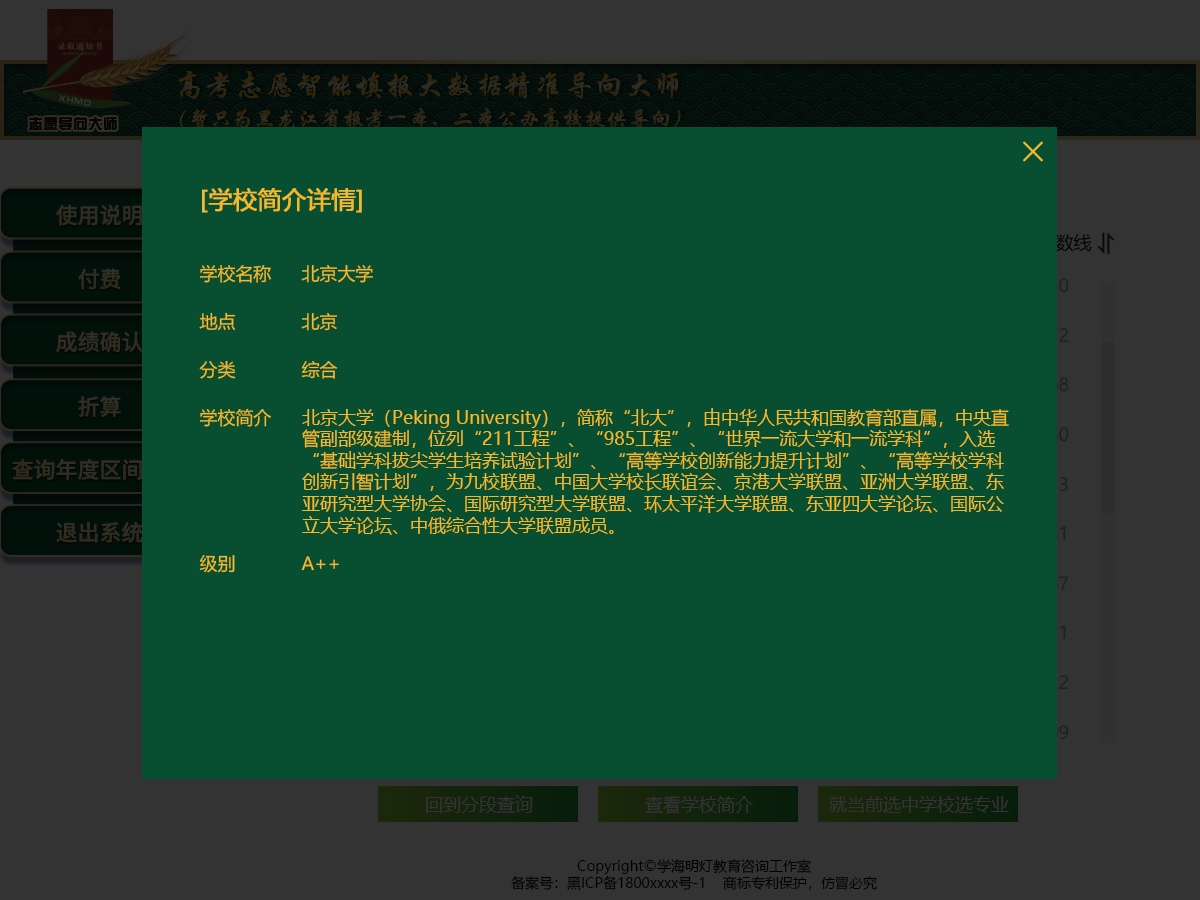 录取通知书
XHMD
志愿导向大师
高考志愿智能填报大数据精准导向大师
（暂只为黑龙江省报考一本、二本公办高校提供导向）
[学校简介详情]
使用说明
付费
成绩确认
折算
查询年度区间
退出系统
数线
学校名称 北京大学
地点 北京
分类 综合
学校简介 北京大学（Peking University），简称“北大”，由中华人民共和国教育部直属，中央直
管副部级建制，位列“211工程”、“985工程”、“世界一流大学和一流学科”，入选
“基础学科拔尖学生培养试验计划”、“高等学校创新能力提升计划”、“高等学校学科
创新引智计划”，为九校联盟、中国大学校长联谊会、京港大学联盟、亚洲大学联盟、东
亚研究型大学协会、国际研究型大学联盟、环太平洋大学联盟、东亚四大学论坛、国际公
立大学论坛、中俄综合性大学联盟成员。
级别 A++
回到分段查询
查看学校简介
就当前选中学校选专业
Copyright©学海明灯教育咨询工作室
备案号：黑ICP备1800xxxx号-1 商标专利保护，仿冒必究